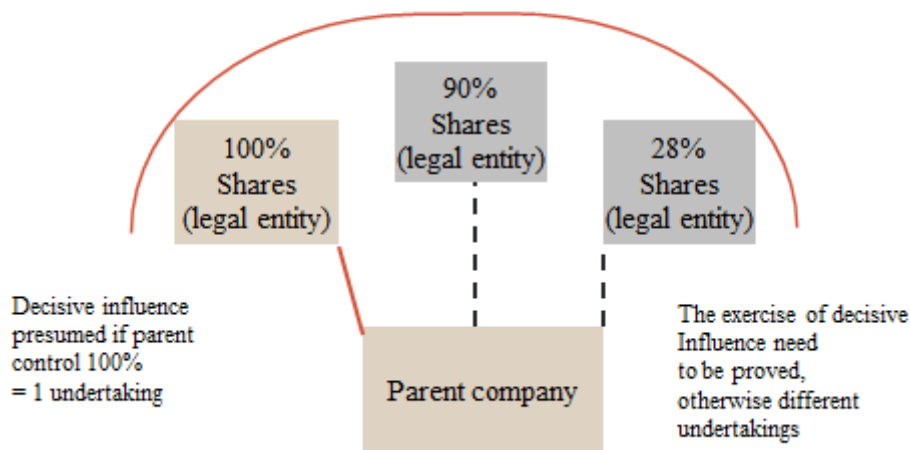 90%
Shares
(legal entity)
100%
Shares
(legal entity)
28%
Shares
(legal entity)
Decisive influence
presumed if parent
control 100%
= 1 undertaking
Parent company
The exercise of decisive
Influence need
to be proved,
otherwise different
undertakings